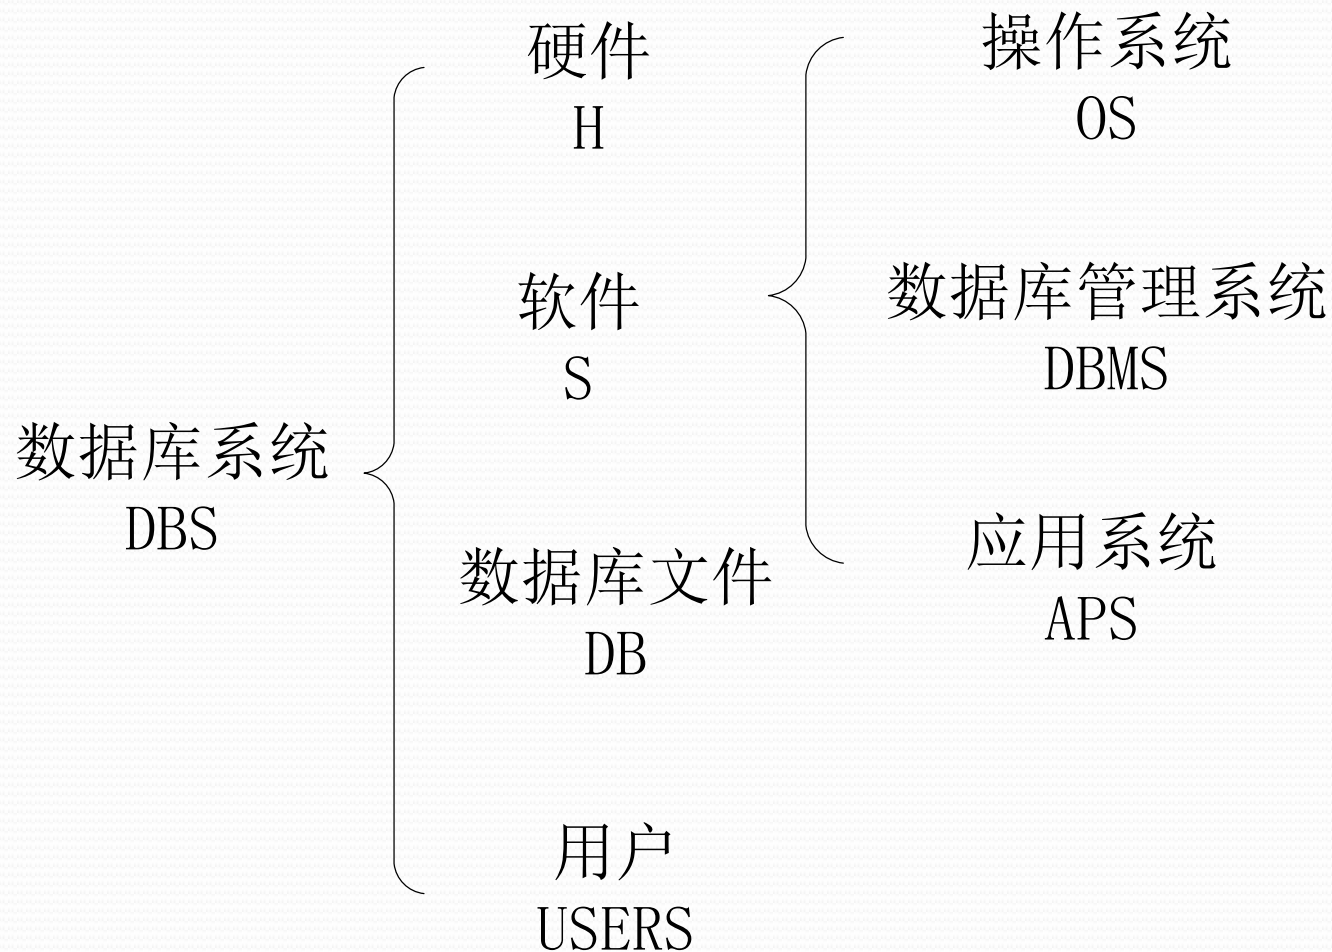 数据库系统
DBS
硬件
H
软件
S
数据库文件
DB
用户
USERS
操作系统
OS
数据库管理系统
DBMS
应用系统
APS